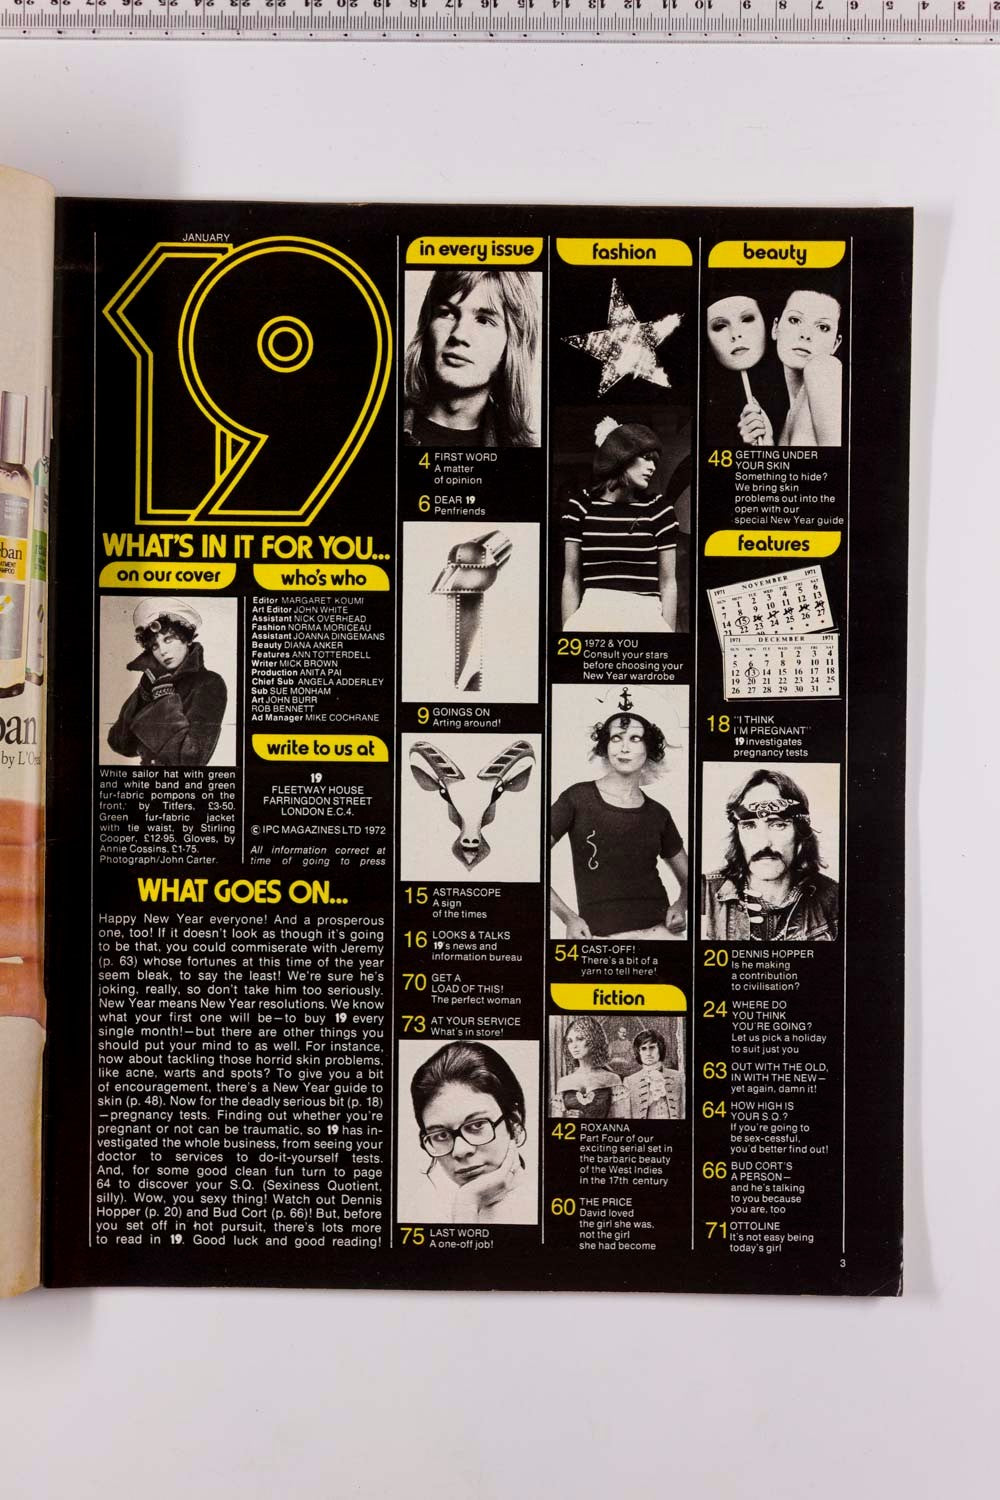 JANUARY
19
WHAT'S IN IT FOR YOU...
on our cover
White sailor hat with green
and white band and green
fur-fabric pompons on the
front, by Titfers, £3·50.
Green fur-fabric jacket
with tie waist, by Stirling
Cooper, £12·95. Gloves, by
Annie Cossins, £1·75.
Photograph/John Carter.
who's who
Editor MARGARET KOUMI
Art Editor JOHN WHITE
Assistant NICK OVERHEAD
Fashion NORMA MORICEAU
Assistant JOANNA DINGEMANS
Beauty DIANA ANKER
Features ANN TOTTERDELL
Writer MICK BROWN
Production ANITA PAI
Chief Sub ANGELA ADDERLEY
Sub SUE MONHAM
Art JOHN BURR
ROB BENNETT
Ad Manager MIKE COCHRANE
write to us at
19
FLEETWAY HOUSE
FARRINGDON STREET
LONDON E.C.4.
© IPC MAGAZINES LTD 1972
All information correct at
time of going to press
WHAT GOES ON...
Happy New Year everyone! And a prosperous
one, too! If it doesn't look as though it's going
to be that, you could commiserate with Jeremy
(p. 63) whose fortunes at this time of the year
seem bleak, to say the least! We're sure he's
joking, really, so don't take him too seriously.
New Year means New Year resolutions. We know
what your first one will be—to buy 19 every
single month!—but there are other things you
should put your mind to as well. For instance,
how about tackling those horrid skin problems,
like acne, warts and spots? To give you a bit
of encouragement, there's a New Year guide to
skin (p. 48). Now for the deadly serious bit (p. 18)
—pregnancy tests. Finding out whether you're
pregnant or not can be traumatic, so 19 has in-
vestigated the whole business, from seeing your
doctor to services to do-it-yourself tests.
And, for some good clean fun turn to page
64 to discover your S.Q. (Sexiness Quotient,
silly). Wow, you sexy thing! Watch out Dennis
Hopper (p. 20) and Bud Cort (p. 66)! But, before
you set off in hot pursuit, there's lots more
to read in 19. Good luck and good reading!
in every issue
4 FIRST WORD
A matter
of opinion
6 DEAR 19
Penfriends
9 GOINGS ON
Arting around!
15 ASTRASCOPE
A sign
of the times
16 LOOKS & TALKS
19's news and
information bureau
70 GET A
LOAD OF THIS!
The perfect woman
73 AT YOUR SERVICE
What's in store!
75 LAST WORD
A one-off job!
fashion
29 1972 & YOU
Consult your stars
before choosing your
New Year wardrobe
54 CAST-OFF!
There's a bit of a
yarn to tell here!
fiction
42 ROXANNA
Part Four of our
exciting serial set in
the barbaric beauty
of the West Indies
in the 17th century
60 THE PRICE
David loved
the girl she was,
not the girl
she had become
beauty
48 GETTING UNDER
YOUR SKIN
Something to hide?
We bring skin
problems out into the
open with our
special New Year guide
features
1971 NOVEMBER 1971
1971 DECEMBER 1971
18 "I THINK
I'M PREGNANT"
19 investigates
pregnancy tests
20 DENNIS HOPPER
Is he making
a contribution
to civilisation?
24 WHERE DO
YOU THINK
YOU'RE GOING?
Let us pick a holiday
to suit just you
63 OUT WITH THE OLD,
IN WITH THE NEW—
yet again, damn it!
64 HOW HIGH IS
YOUR S.Q.?
If you're going to
be sex-cessful,
you'd better find out!
66 BUD CORT'S
A PERSON—
and he's talking
to you because
you are, too
71 OTTOLINE
It's not easy being
today's girl
3